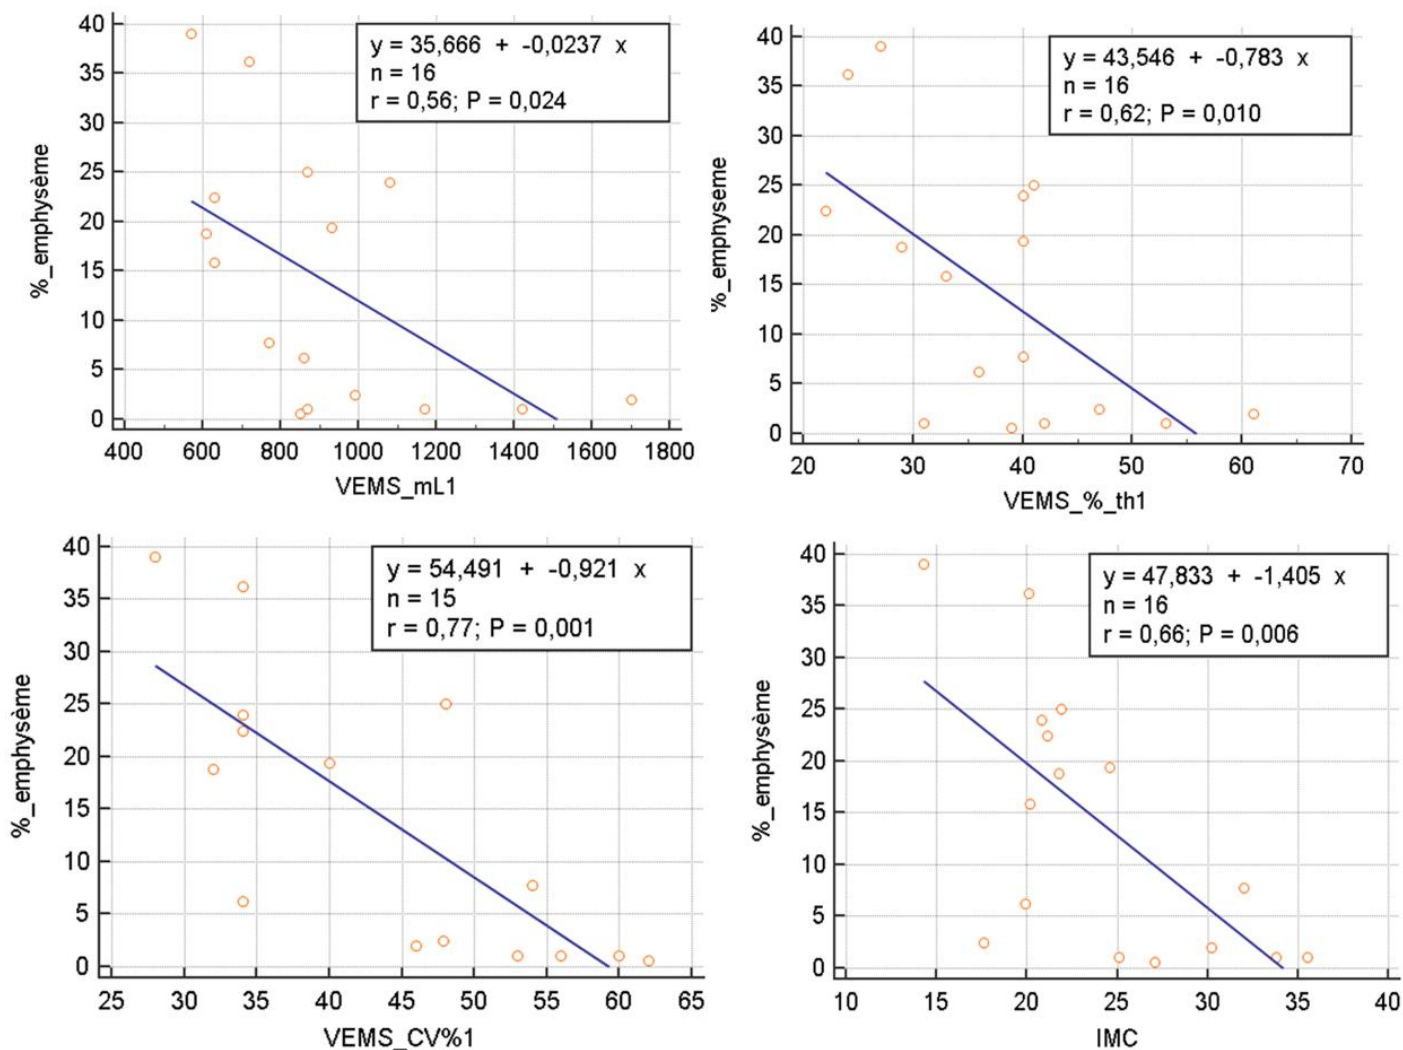 40
35
30
25
20
15
10
5
0
%_emphysème
y = 35,666 + -0,0237 x
n = 16
r = 0,56; P = 0,024
400 600 800 1000 1200 1400 1600 1800
VEMS_mL1
40
35
30
25
20
15
10
5
0
%_emphysème
y = 43,546 + -0,783 x
n = 16
r = 0,62; P = 0,010
20 30 40 50 60 70
VEMS_%_th1
40
35
30
25
20
15
10
5
0
%_emphysème
y = 54,491 + -0,921 x
n = 15
r = 0,77; P = 0,001
25 30 35 40 45 50 55 60 65
VEMS_CV%1
40
35
30
25
20
15
10
5
0
%_emphysème
y = 47,833 + -1,405 x
n = 16
r = 0,66; P = 0,006
10 15 20 25 30 35 40
IMC